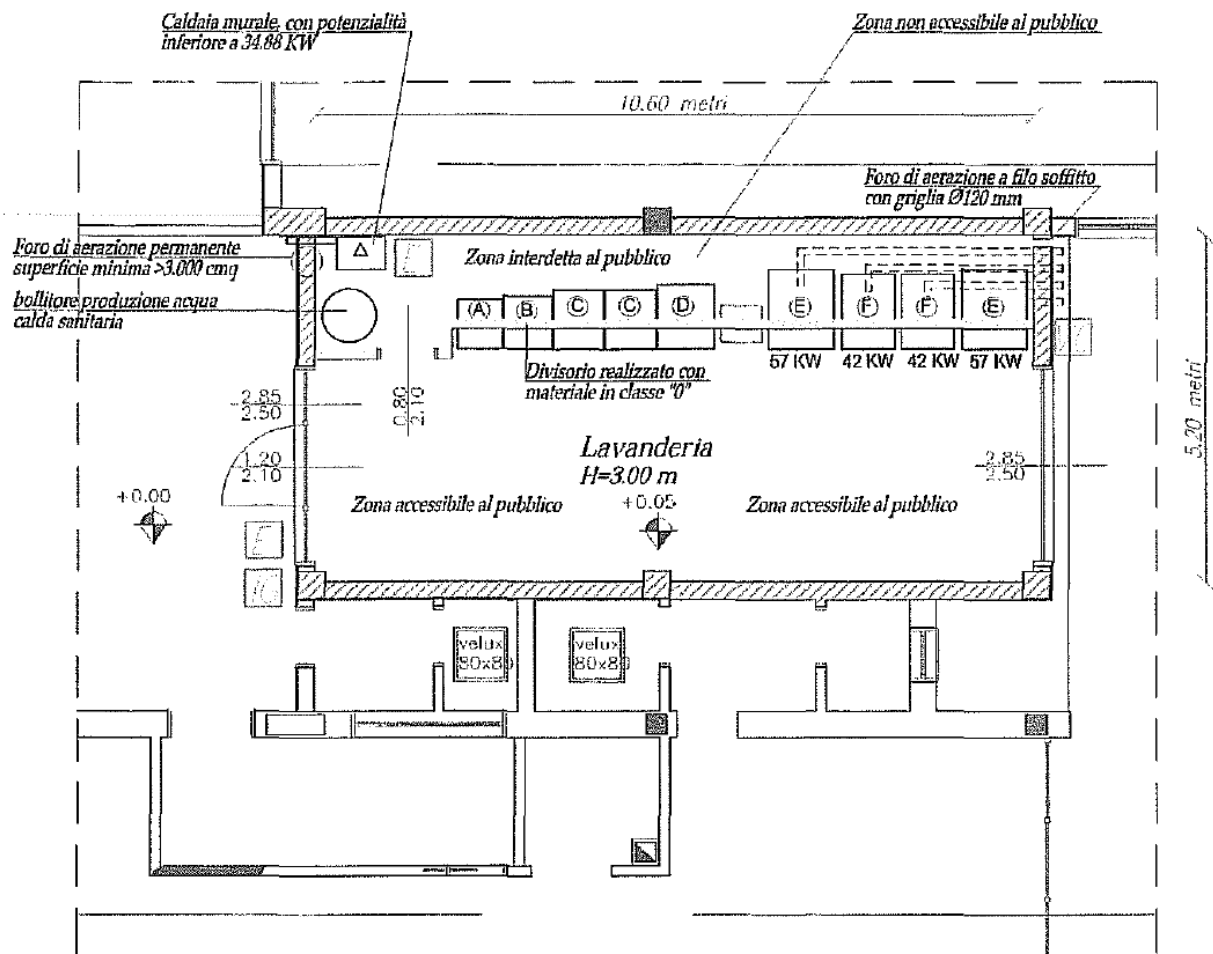 Caldaia murale, con potenzialità
inferiore a 34.88 KW
Zona non accessibile al pubblico
10.60 metri
Foro di aerazione a filo soffitto
con griglia Ø120 mm
Foro di aerazione permanente
superficie minima >3.000 cmq
Zona interdetta al pubblico
bollitore produzione acqua
calda sanitaria
A B C C D E F F E
57 KW 42 KW 42 KW 57 KW
Divisorio realizzato con
materiale in classe "0"
5.20 metri
2.85
2.50
0.80
2.10
Lavanderia
H=3.00 m
1.20
2.10
2.85
2.50
+0.00
Zona accessibile al pubblico
+0.05
Zona accessibile al pubblico
velux
80x80
velux
80x80